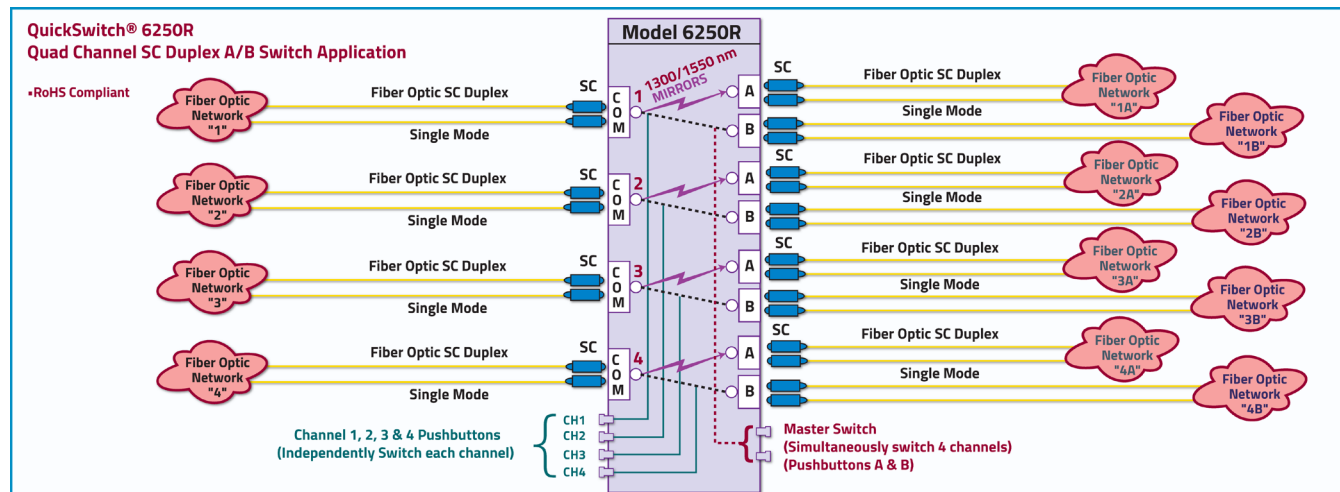 QuickSwitch® 6250R
Quad Channel SC Duplex A/B Switch Application
▪RoHS Compliant
Model 6250R
1300/1550 nm
MIRRORS
Fiber Optic
Network
"1"
Fiber Optic SC Duplex
Single Mode
SC
COM
1
A
B
SC
Fiber Optic SC Duplex
Single Mode
Fiber Optic
Network
"1A"
Fiber Optic
Network
"1B"
Fiber Optic
Network
"2"
Fiber Optic SC Duplex
Single Mode
SC
COM
2
A
B
SC
Fiber Optic SC Duplex
Single Mode
Fiber Optic
Network
"2A"
Fiber Optic
Network
"2B"
Fiber Optic
Network
"3"
Fiber Optic SC Duplex
Single Mode
SC
COM
3
A
B
SC
Fiber Optic SC Duplex
Single Mode
Fiber Optic
Network
"3A"
Fiber Optic
Network
"3B"
Fiber Optic
Network
"4"
Fiber Optic SC Duplex
Single Mode
SC
COM
4
A
B
SC
Fiber Optic SC Duplex
Single Mode
Fiber Optic
Network
"4A"
Fiber Optic
Network
"4B"
Channel 1, 2, 3 & 4 Pushbuttons
(Independently Switch each channel)
CH1
CH2
CH3
CH4
Master Switch
(Simultaneously switch 4 channels)
(Pushbuttons A & B)